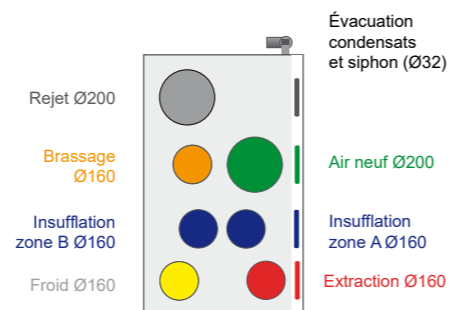 Évacuation
condensats
et siphon (Ø32)
Rejet Ø200
Brassage
Ø160
Air neuf Ø200
Insufflation
zone B Ø160
Insufflation
zone A Ø160
Froid Ø160
Extraction Ø160